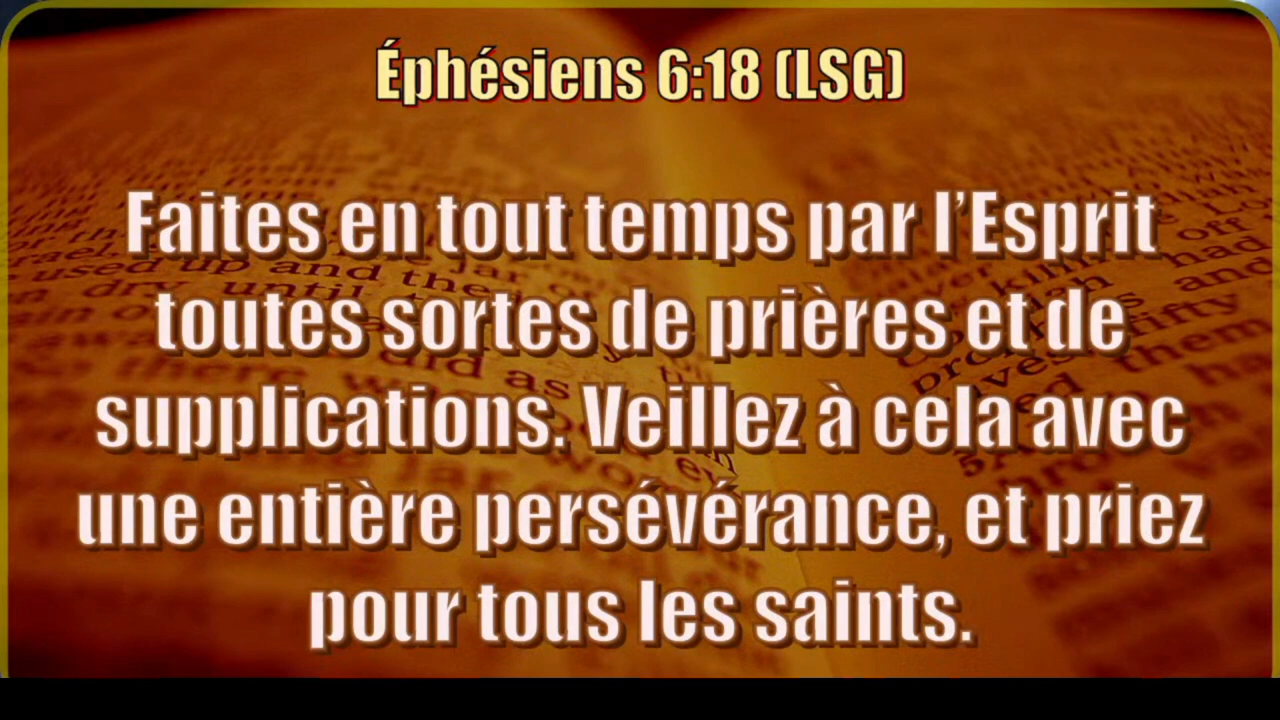 Éphésiens 6:18 (LSG)
Faites en tout temps par l’Esprit
toutes sortes de prières et de
supplications. Veillez à cela avec
une entière persévérance, et priez
pour tous les saints.